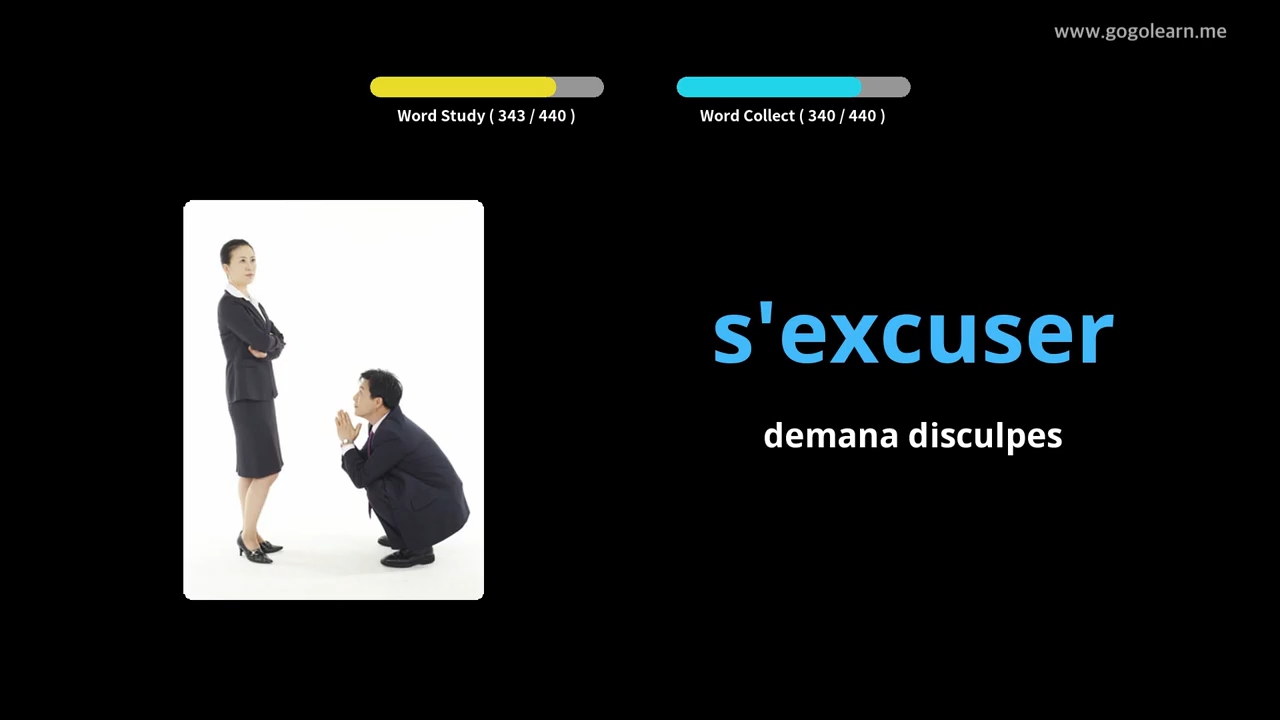 www.gogolearn.me
Word Study ( 343 / 440 )
Word Collect ( 340 / 440 )
s'excuser
demana disculpes